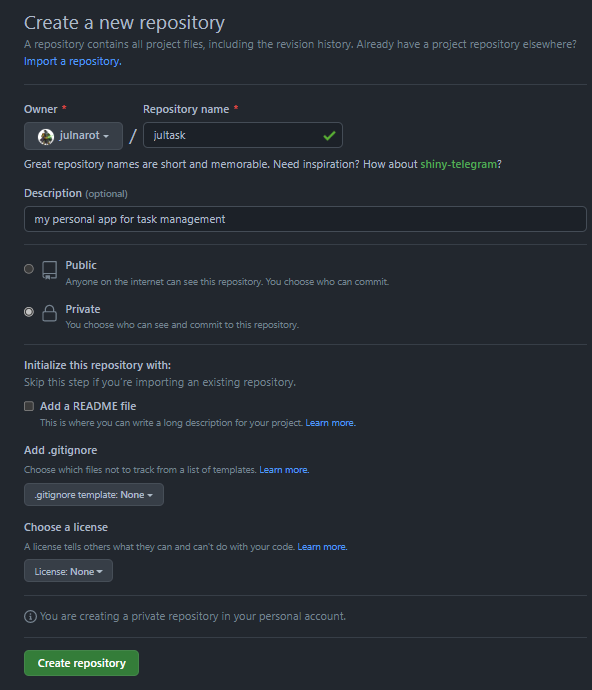 Create a new repository
A repository contains all project files, including the revision history. Already have a project repository elsewhere?
Import a repository.
Owner * Repository name *
julnarot / jultask
Great repository names are short and memorable. Need inspiration? How about shiny-telegram?
Description (optional)
my personal app for task management
Public
Anyone on the internet can see this repository. You choose who can commit.
Private
You choose who can see and commit to this repository.
Initialize this repository with:
Skip this step if you're importing an existing repository.
Add a README file
This is where you can write a long description for your project. Learn more.
Add .gitignore
Choose which files not to track from a list of templates. Learn more.
.gitignore template: None
Choose a license
A license tells others what they can and can't do with your code. Learn more.
License: None
You are creating a private repository in your personal account.
Create repository